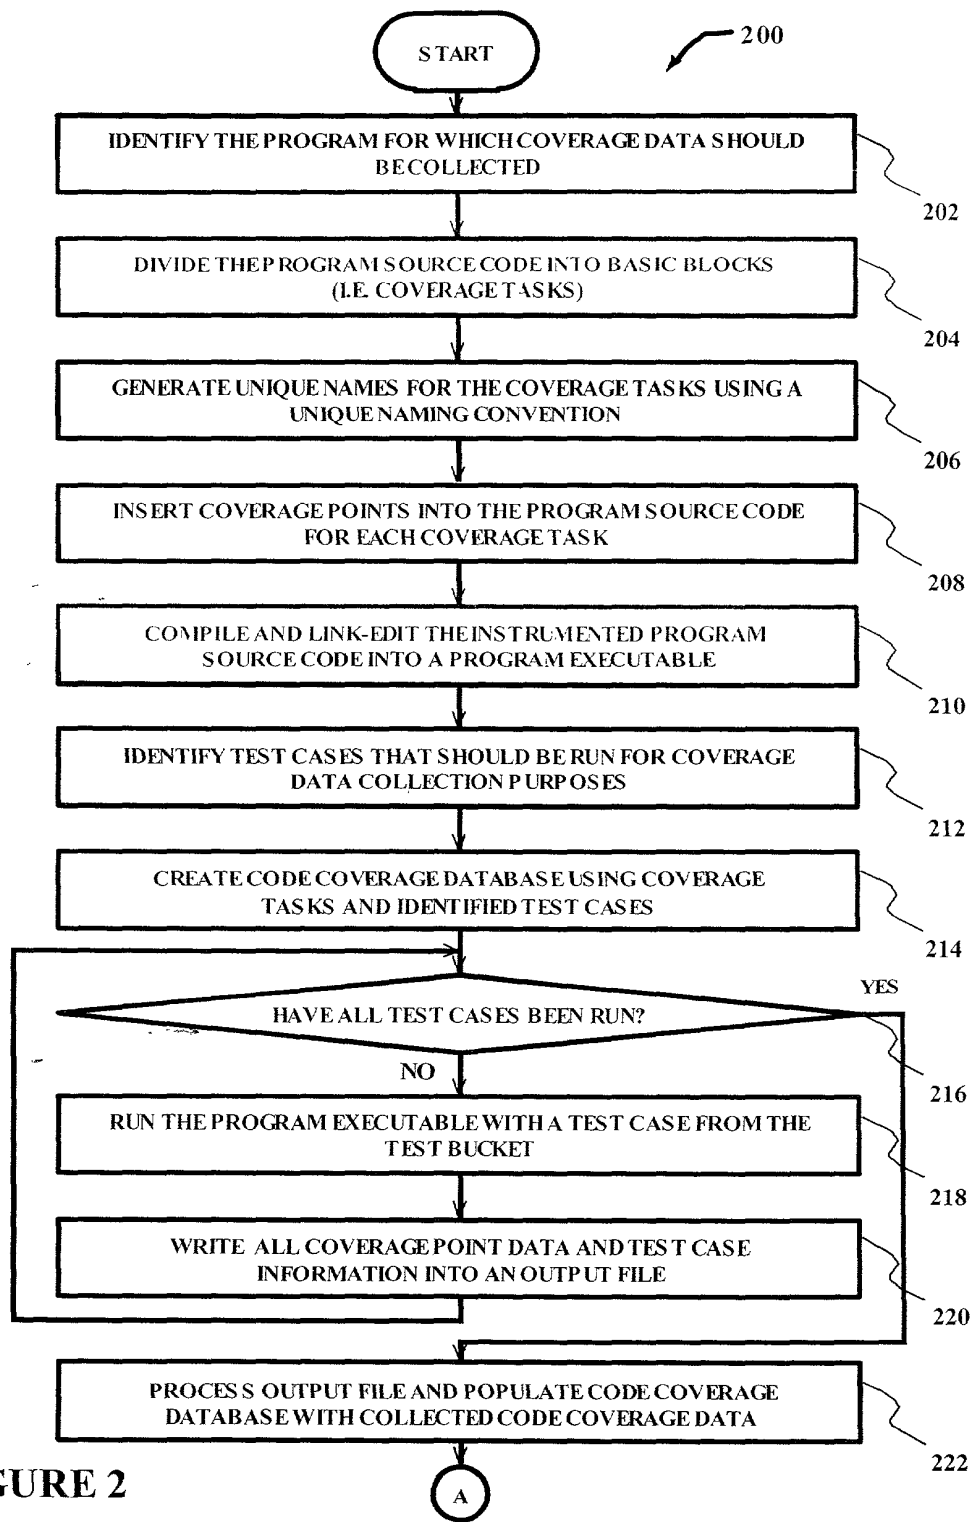 START
200
IDENTIFY THE PROGRAM FOR WHICH COVERAGE DATA SHOULD
BE COLLECTED
202
DIVIDE THE PROGRAM SOURCE CODE INTO BASIC BLOCKS
(I.E. COVERAGE TASKS)
204
GENERATE UNIQUE NAMES FOR THE COVERAGE TASKS USING A
UNIQUE NAMING CONVENTION
206
INSERT COVERAGE POINTS INTO THE PROGRAM SOURCE CODE
FOR EACH COVERAGE TASK
208
COMPILE AND LINK-EDIT THE INSTRUMENTED PROGRAM
SOURCE CODE INTO A PROGRAM EXECUTABLE
210
IDENTIFY TEST CASES THAT SHOULD BE RUN FOR COVERAGE
DATA COLLECTION PURPOSES
212
CREATE CODE COVERAGE DATABASE USING COVERAGE
TASKS AND IDENTIFIED TEST CASES
214
YES
HAVE ALL TEST CASES BEEN RUN?
NO
216
RUN THE PROGRAM EXECUTABLE WITH A TEST CASE FROM THE
TEST BUCKET
218
WRITE ALL COVERAGE POINT DATA AND TEST CASE
INFORMATION INTO AN OUTPUT FILE
220
PROCESS OUTPUT FILE AND POPULATE CODE COVERAGE
DATABASE WITH COLLECTED CODE COVERAGE DATA
222
GURE 2
A